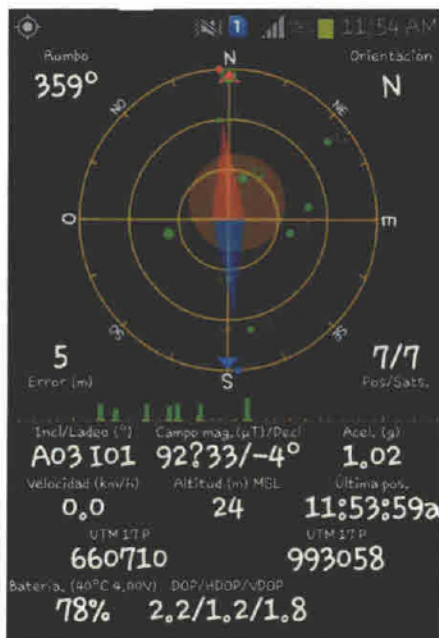 1 11:54 AM
Rumbo Orientación
359° N
N
NO NE
O E
SO SE
S
5 7/7
Error (m) Pos/Sats.
Incl/Ladeo (°) Campo mag.(µT)/Decl Acel. (g)
A03 I01 92?33/-4° 1.02
Velocidad (km/h) Altitud (m) MSL Última pos.
0.0 24 11:53:59a
UTM 17 P UTM 17 P
660710 993058
Batería. (40°C 4,00V) DOP/HDOP/VDOP
78% 2.2/1.2/1.8